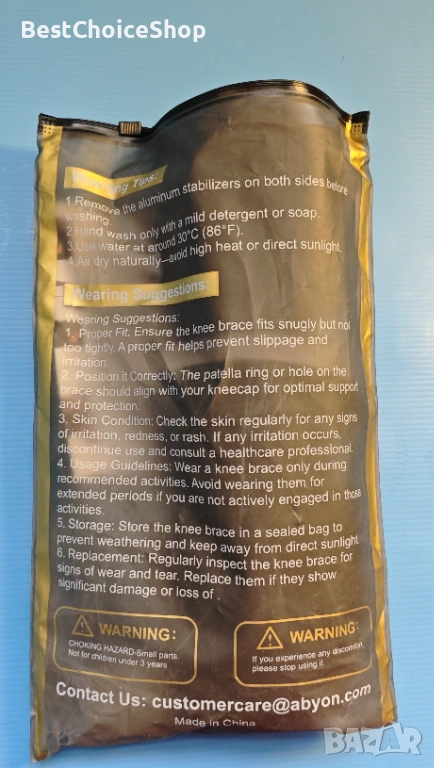 BestChoiceShop
Tips:
1.Remove the aluminum stabilizers on both sides before
washing.
2.Hand wash only with a mild detergent or soap.
3.Use water at around 30°C (86°F).
4.Air dry naturally—avoid high heat or direct sunlight.
Wearing Suggestions:
Wearing Suggestions:
1. Proper Fit. Ensure the knee brace fits snugly but not
too tightly. A proper fit helps prevent slippage and
irritation.
2. Position it Correctly: The patella ring or hole on the
brace should align with your kneecap for optimal support
and protection.
3. Skin Condition: Check the skin regularly for any signs
of irritation, redness, or rash. If any irritation occurs,
discontinue use and consult a healthcare professional.
4. Usage Guidelines: Wear a knee brace only during
recommended activities. Avoid wearing them for
extended periods if you are not actively engaged in those
activities.
5. Storage: Store the knee brace in a sealed bag to
prevent weathering and keep away from direct sunlight.
6. Replacement: Regularly inspect the knee brace for
signs of wear and tear. Replace them if they show
significant damage or loss of .
WARNING:
CHOKING HAZARD-Small parts.
Not for children under 3 years
WARNING:
If you experience any discomfort,
please stop using it
Contact Us: customercare@abyon.com
Made in China
BAZAR